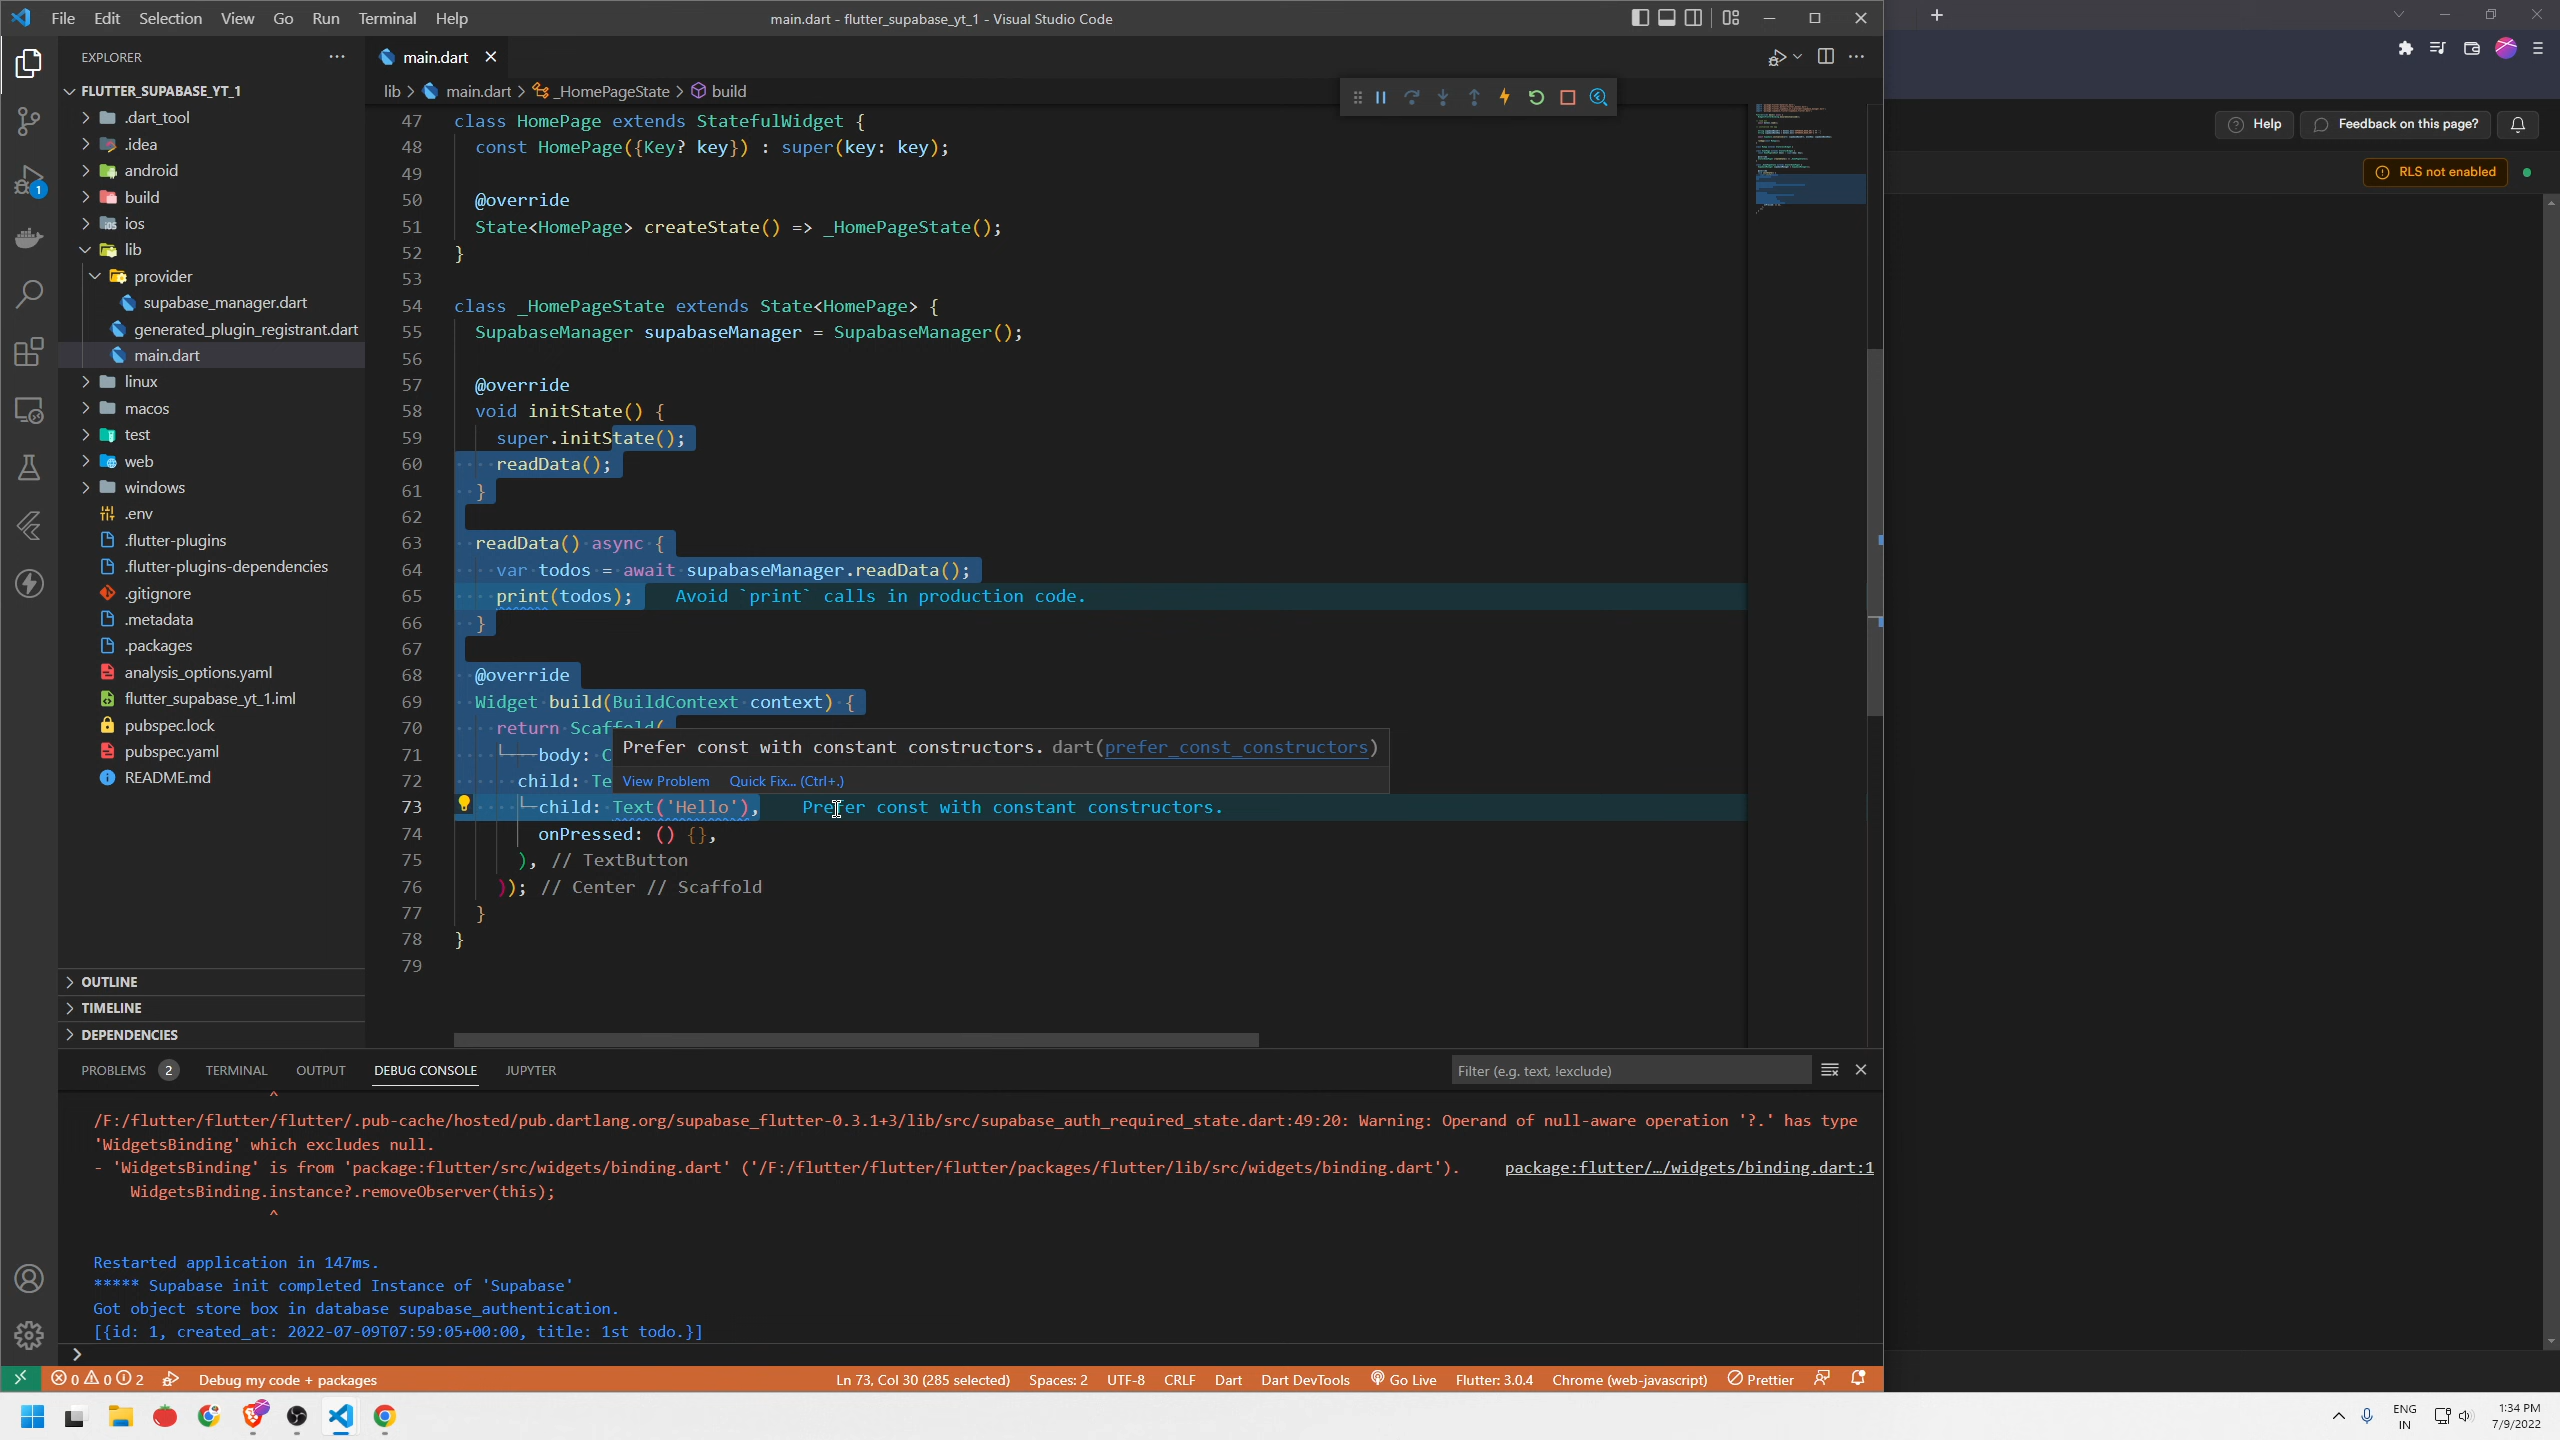 File Edit Selection View Go Run Terminal Help
main.dart - flutter_supabase_yt_1 - Visual Studio Code
EXPLORER
FLUTTER_SUPABASE_YT_1
.dart_tool
.idea
android
build
ios
lib
provider
supabase_manager.dart
generated_plugin_registrant.dart
main.dart
linux
macos
test
web
windows
.env
.flutter-plugins
.flutter-plugins-dependencies
.gitignore
.metadata
.packages
analysis_options.yaml
flutter_supabase_yt_1.iml
pubspec.lock
pubspec.yaml
README.md
OUTLINE
TIMELINE
DEPENDENCIES
1
main.dart
lib > main.dart > _HomePageState > build
47 class HomePage extends StatefulWidget {
48 const HomePage({Key? key}) : super(key: key);
49
50 @override
51 State<HomePage> createState() => _HomePageState();
52 }
53
54 class _HomePageState extends State<HomePage> {
55 SupabaseManager supabaseManager = SupabaseManager();
56
57 @override
58 void initState() {
59 super.initState();
60 readData();
61 }
62
63 readData() async {
64 var todos = await supabaseManager.readData();
65 print(todos); Avoid `print` calls in production code.
66 }
67
68 @override
69 Widget build(BuildContext context) {
70 return Scaffold(
71 body: C
72 child: Te
73 child: Text('Hello'), Prefer const with constant constructors.
74 onPressed: () {},
75 ), // TextButton
76 )); // Center // Scaffold
77 }
78 }
79
Prefer const with constant constructors. dart(prefer_const_constructors)
View Problem Quick Fix... (Ctrl+.)
PROBLEMS 2 TERMINAL OUTPUT DEBUG CONSOLE JUPYTER
Filter (e.g. text, !exclude)
^
/F:/flutter/flutter/flutter/.pub-cache/hosted/pub.dartlang.org/supabase_flutter-0.3.1+3/lib/src/supabase_auth_required_state.dart:49:20: Warning: Operand of null-aware operation '?.' has type
'WidgetsBinding' which excludes null.
- 'WidgetsBinding' is from 'package:flutter/src/widgets/binding.dart' ('/F:/flutter/flutter/flutter/packages/flutter/lib/src/widgets/binding.dart'). package:flutter/…/widgets/binding.dart:1
WidgetsBinding.instance?.removeObserver(this);
^
Restarted application in 147ms.
***** Supabase init completed Instance of 'Supabase'
Got object store box in database supabase_authentication.
[{id: 1, created_at: 2022-07-09T07:59:05+00:00, title: 1st todo.}]
0 0 2 Debug my code + packages
Ln 73, Col 30 (285 selected) Spaces: 2 UTF-8 CRLF Dart Dart DevTools Go Live Flutter: 3.0.4 Chrome (web-javascript) Prettier
Help Feedback on this page?
RLS not enabled
ENG
IN
1:34 PM
7/9/2022